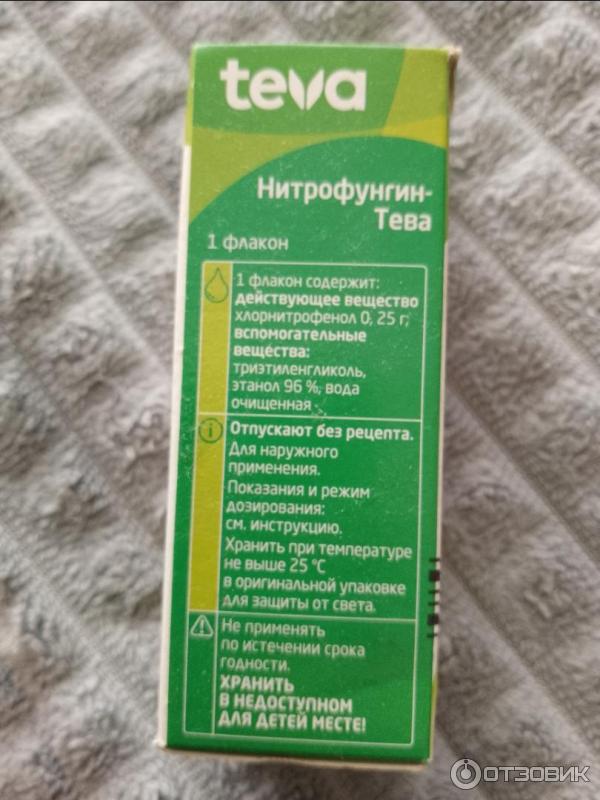 teva
Нитрофунгин-
Тева
1 флакон
1 флакон содержит:
действующее вещество
хлорнитрофенол 0, 25 г;
вспомогательные
вещества:
триэтиленгликоль,
этанол 96 %, вода
очищенная
Отпускают без рецепта.
Для наружного
применения.
Показания и режим
дозирования:
см. инструкцию.
Хранить при температуре
не выше 25 °C
в оригинальной упаковке
для защиты от света.
Не применять
по истечении срока
годности.
ХРАНИТЬ
В НЕДОСТУПНОМ
ДЛЯ ДЕТЕЙ МЕСТЕ!
ОТЗОВИК